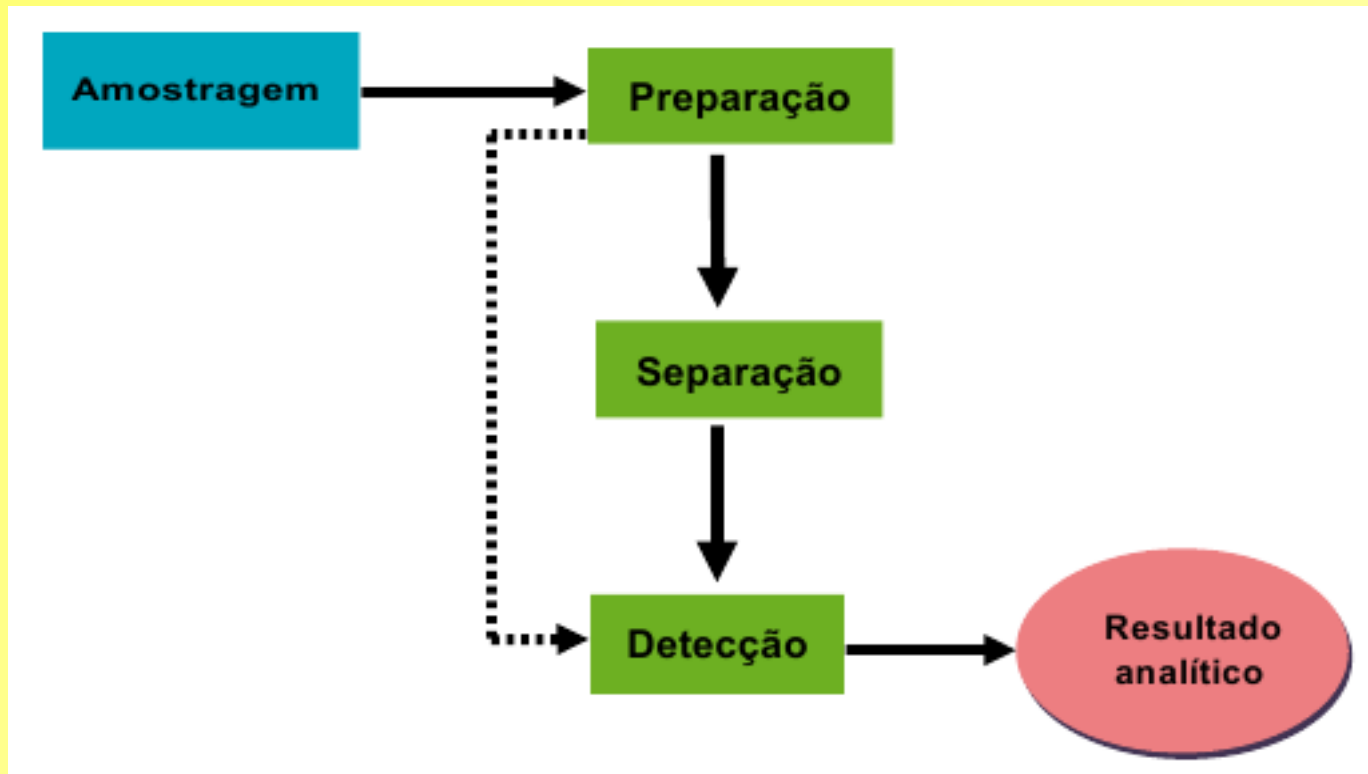 Amostragem
Preparação
Separação
Detecção
Resultado
analítico